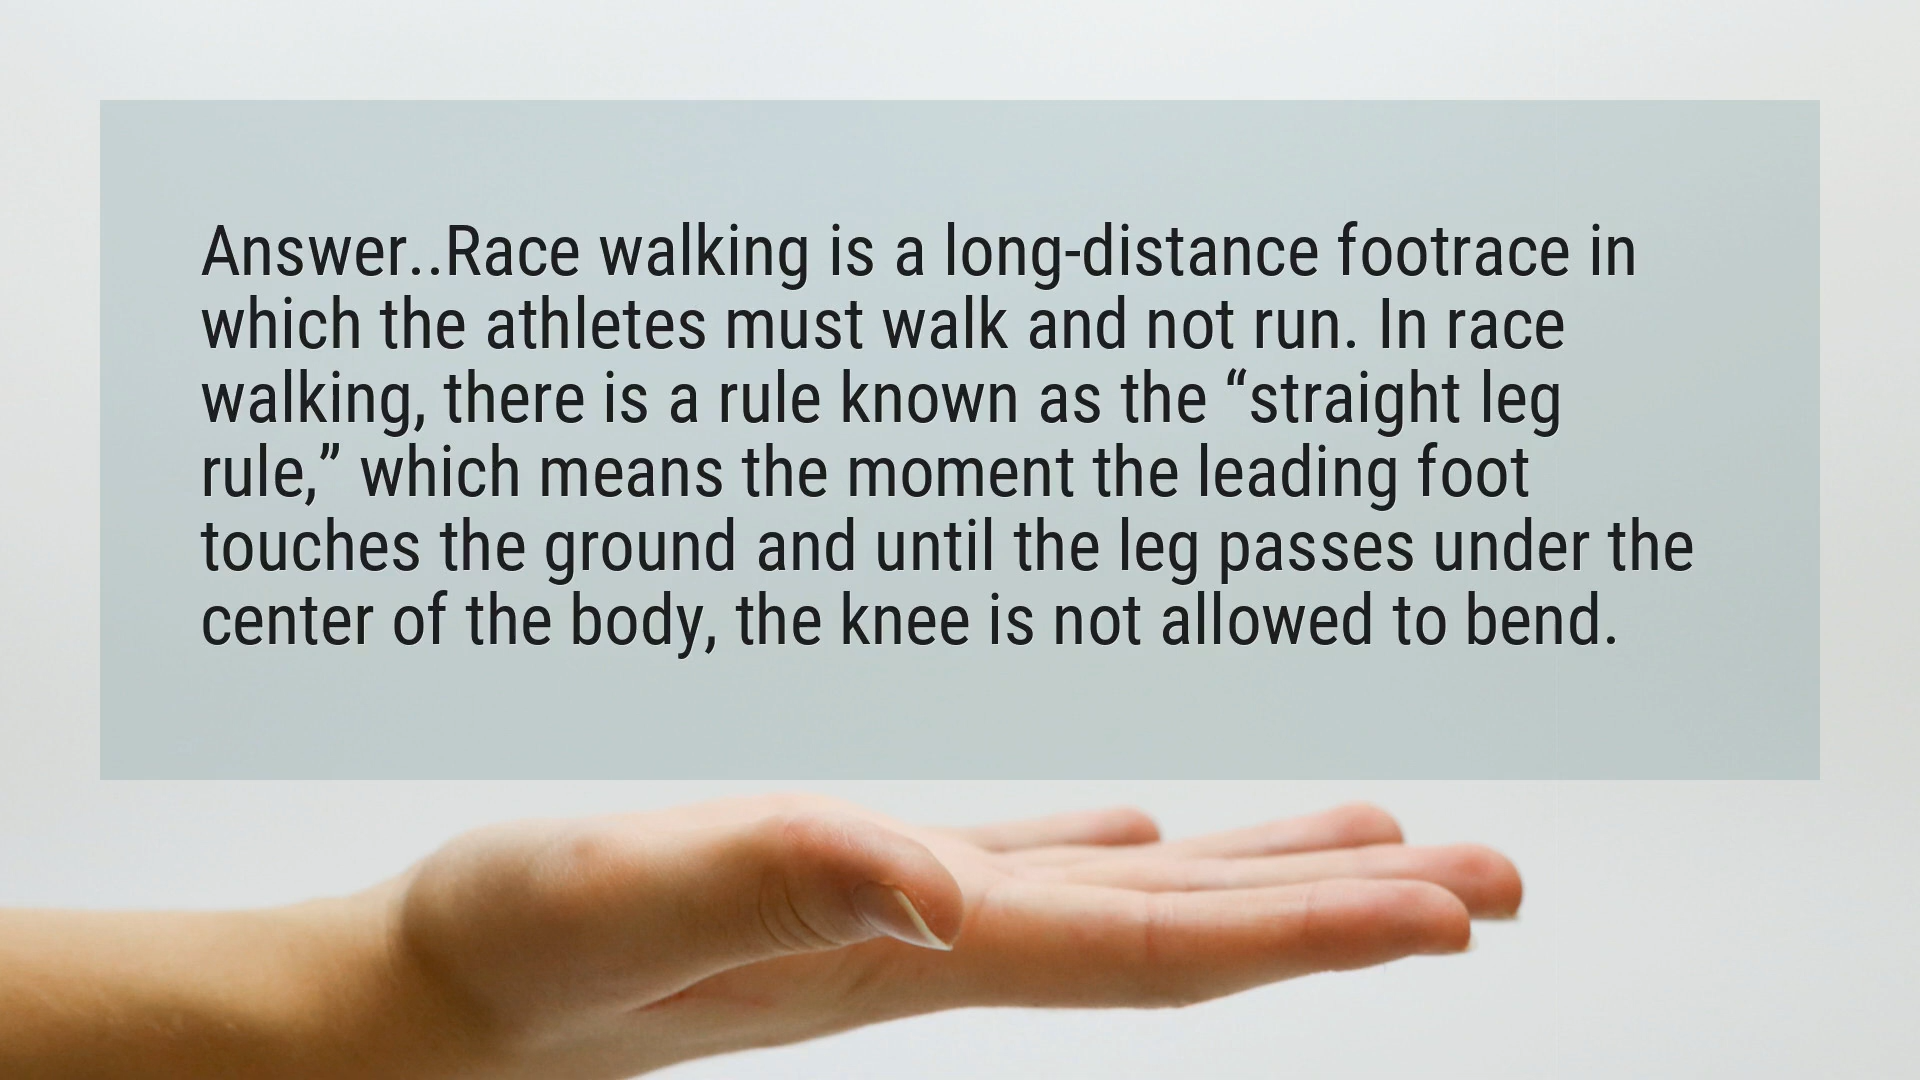 Answer..Race walking is a long-distance footrace in
which the athletes must walk and not run. In race
walking, there is a rule known as the “straight leg
rule,” which means the moment the leading foot
touches the ground and until the leg passes under the
center of the body, the knee is not allowed to bend.